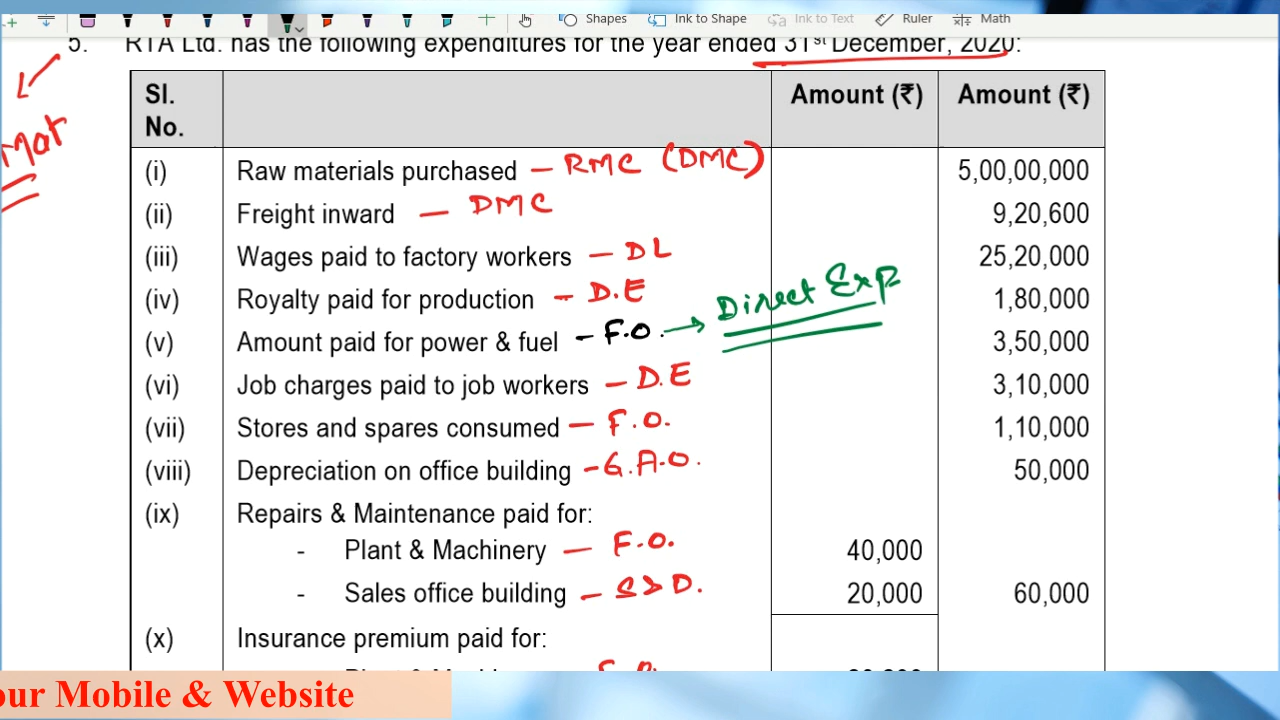 Shapes Ink to Shape Ink to Text Ruler Math
5. RTA Ltd. has the following expenditures for the year ended 31st December, 2020:
Mat
Sl. No. Amount (₹) Amount (₹)
(i) Raw materials purchased – RMC (DMC) 5,00,00,000
(ii) Freight inward – DMC 9,20,600
(iii) Wages paid to factory workers – DL 25,20,000
(iv) Royalty paid for production – D.E 1,80,000
(v) Amount paid for power & fuel – F.O. → Direct Exp 3,50,000
(vi) Job charges paid to job workers – D.E 3,10,000
(vii) Stores and spares consumed – F.O. 1,10,000
(viii) Depreciation on office building – G.A.O. 50,000
(ix) Repairs & Maintenance paid for:
- Plant & Machinery – F.O. 40,000
- Sales office building – S&D. 20,000 60,000
(x) Insurance premium paid for:
our Mobile & Website